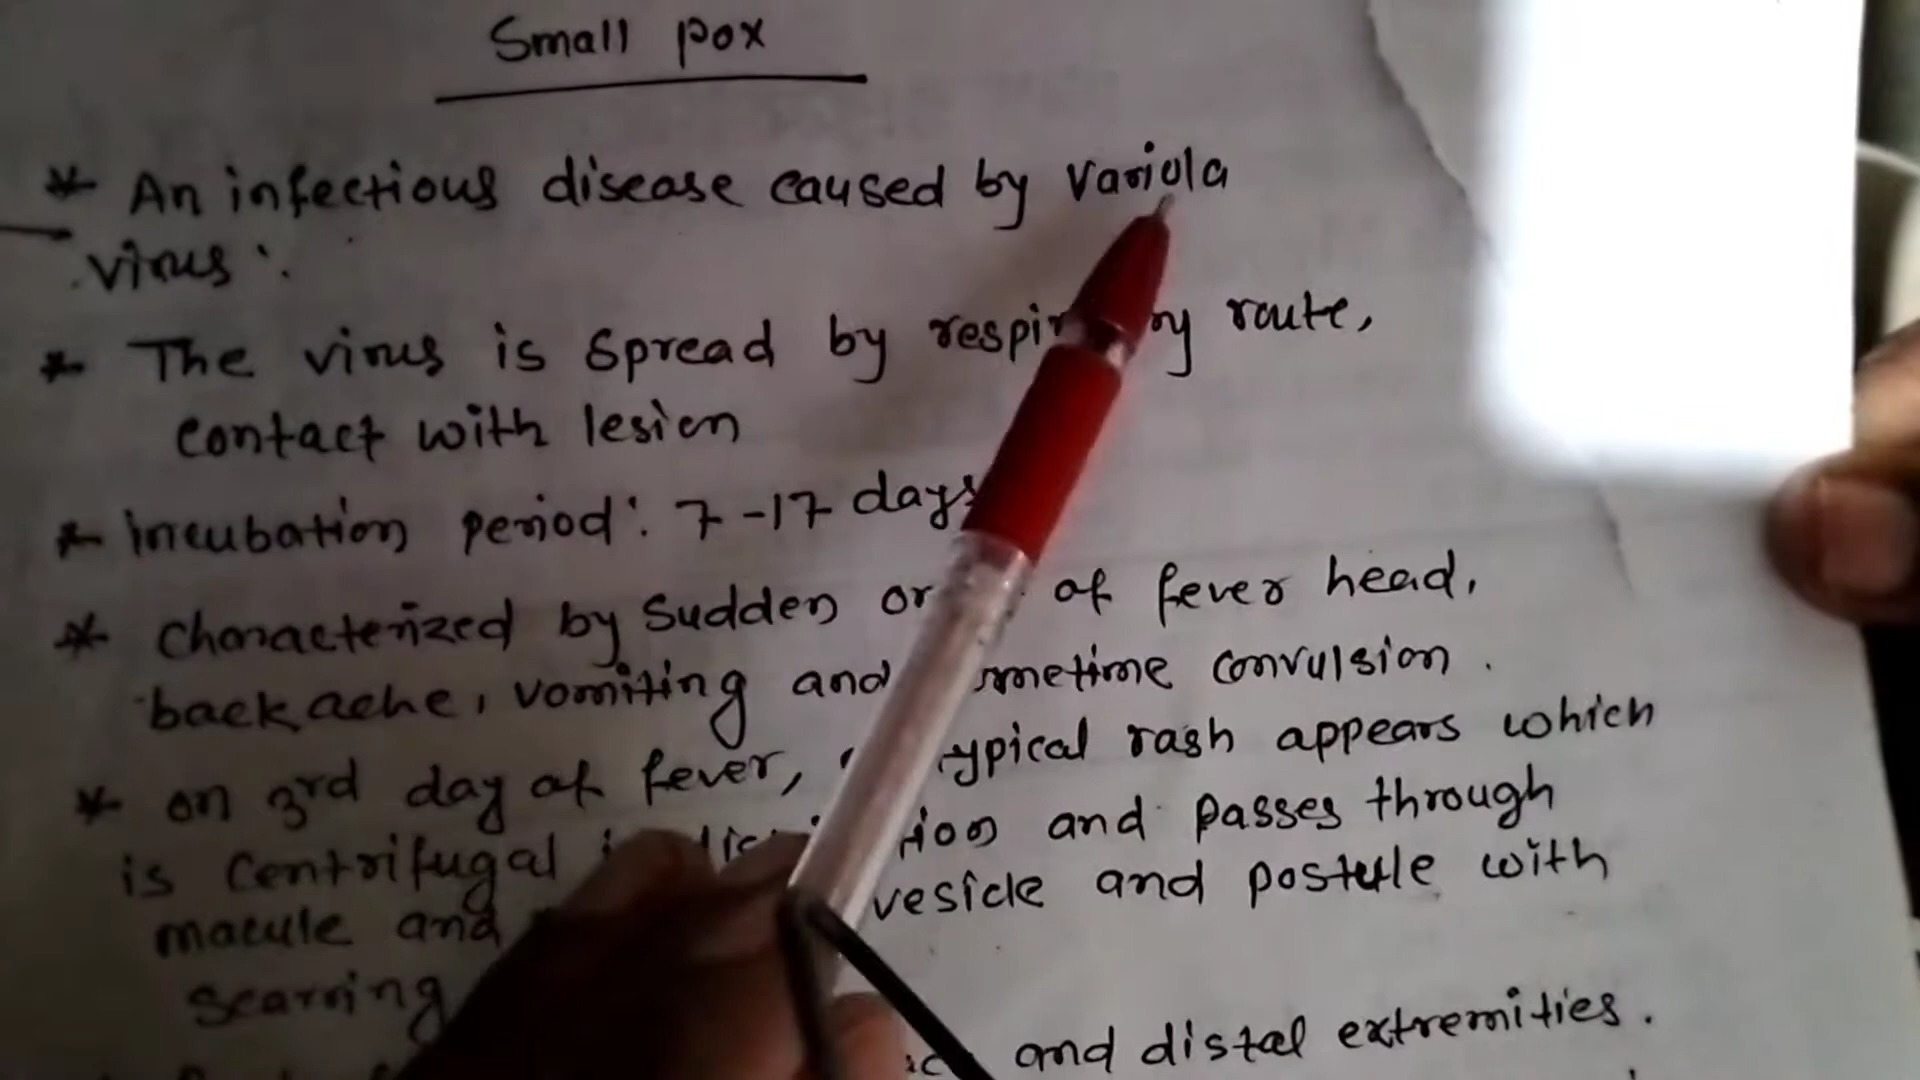 Small pox
* An infectious disease caused by variola
virus.
* The virus is spread by route,
contact with lesion
* incubation period: 7-17 days
* characterized by sudden of fever head,
backache, vomiting and convulsion.
* on 3rd day of fever, rash appears which
is centrifugal and passes through
macule and vesicle and postule with
scarring
and distal extremities.